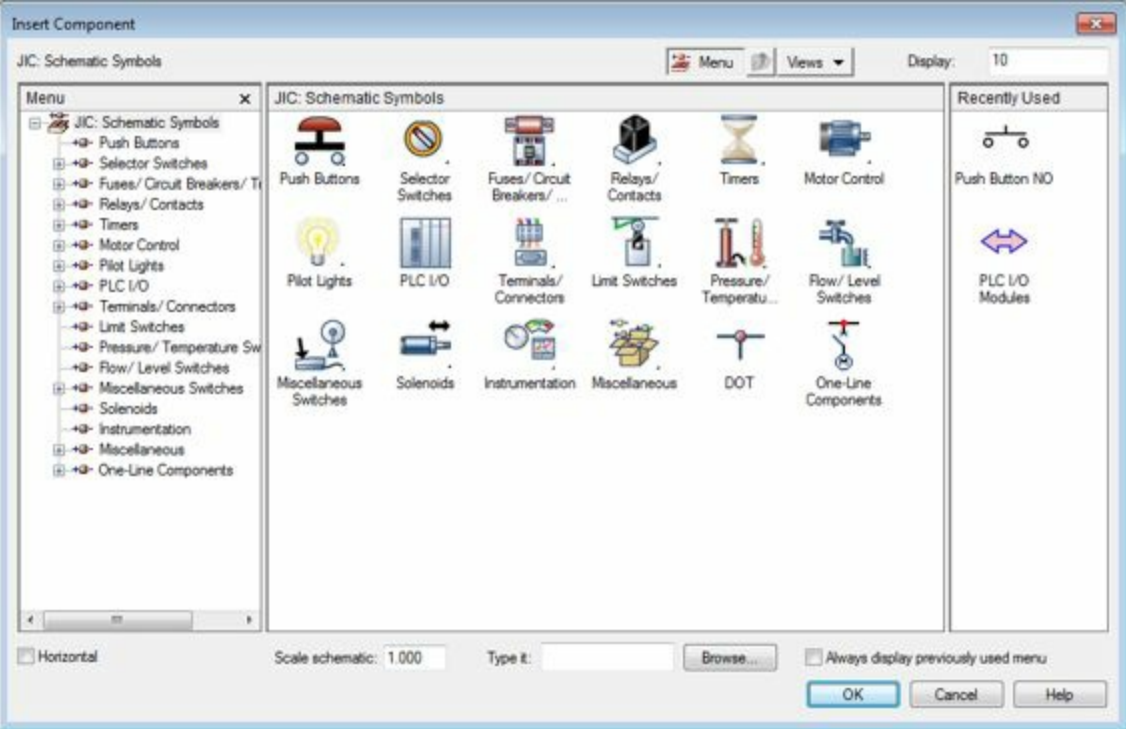 Insert Component
JIC: Schematic Symbols
Menu
Views
Display:
10
Menu
x
JIC: Schematic Symbols
Push Buttons
Selector Switches
Fuses/ Circuit Breakers/ Tr
Relays/ Contacts
Timers
Motor Control
Pilot Lights
PLC I/O
Terminals/ Connectors
Limit Switches
Pressure/ Temperature Sw
Flow/ Level Switches
Miscellaneous Switches
Solenoids
Instrumentation
Miscellaneous
One-Line Components
JIC: Schematic Symbols
Push Buttons
Selector
Switches
Fuses/ Circuit
Breakers/ ...
Relays/
Contacts
Timers
Motor Control
Pilot Lights
PLC I/O
Terminals/
Connectors
Limit Switches
Pressure/
Temperatu...
Flow/ Level
Switches
Miscellaneous
Switches
Solenoids
Instrumentation
Miscellaneous
DOT
One-Line
Components
Recently Used
Push Button NO
PLC I/O
Modules
Horizontal
Scale schematic:
1.000
Type it:
Browse...
Always display previously used menu
OK
Cancel
Help